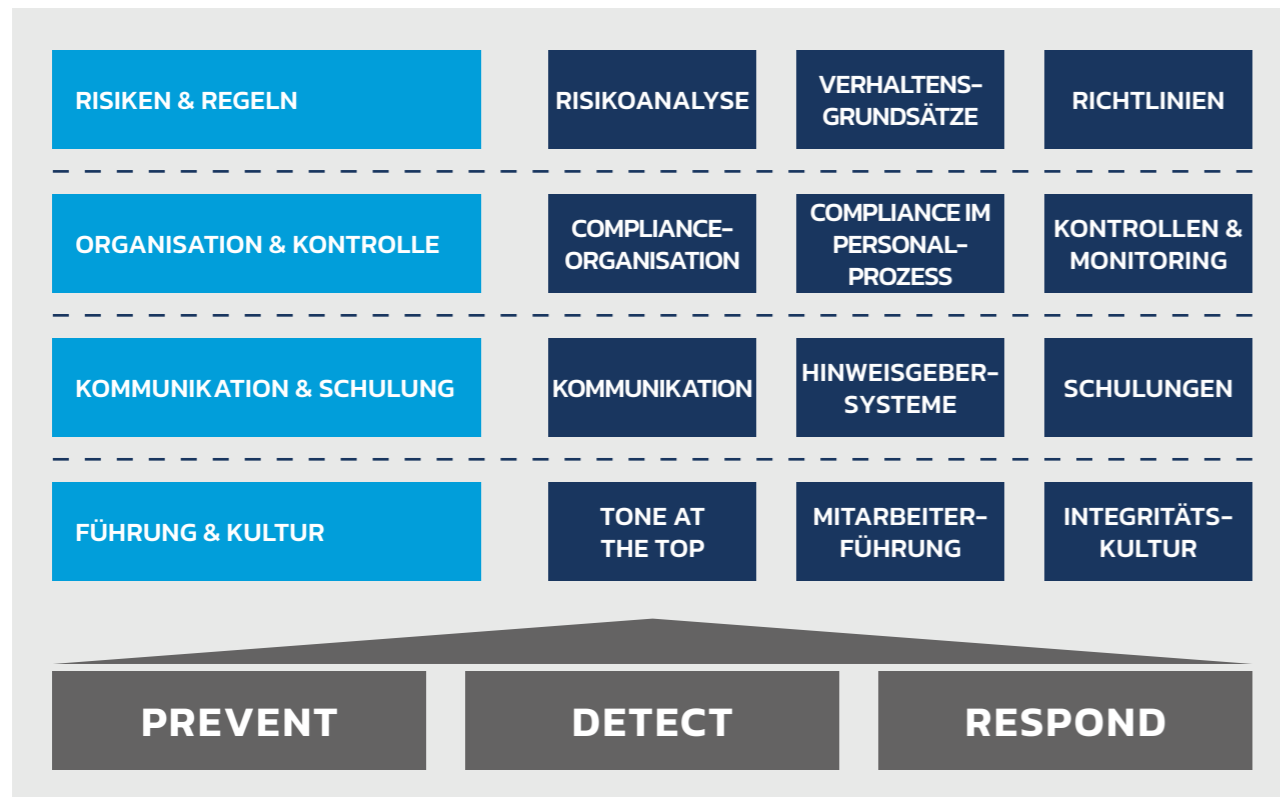 RISIKEN & REGELN
RISIKOANALYSE
VERHALTENS-
GRUNDSÄTZE
RICHTLINIEN
ORGANISATION & KONTROLLE
COMPLIANCE-
ORGANISATION
COMPLIANCE IM
PERSONAL-
PROZESS
KONTROLLEN &
MONITORING
KOMMUNIKATION & SCHULUNG
KOMMUNIKATION
HINWEISGEBER-
SYSTEME
SCHULUNGEN
FÜHRUNG & KULTUR
TONE AT
THE TOP
MITARBEITER-
FÜHRUNG
INTEGRITÄTS-
KULTUR
PREVENT
DETECT
RESPOND